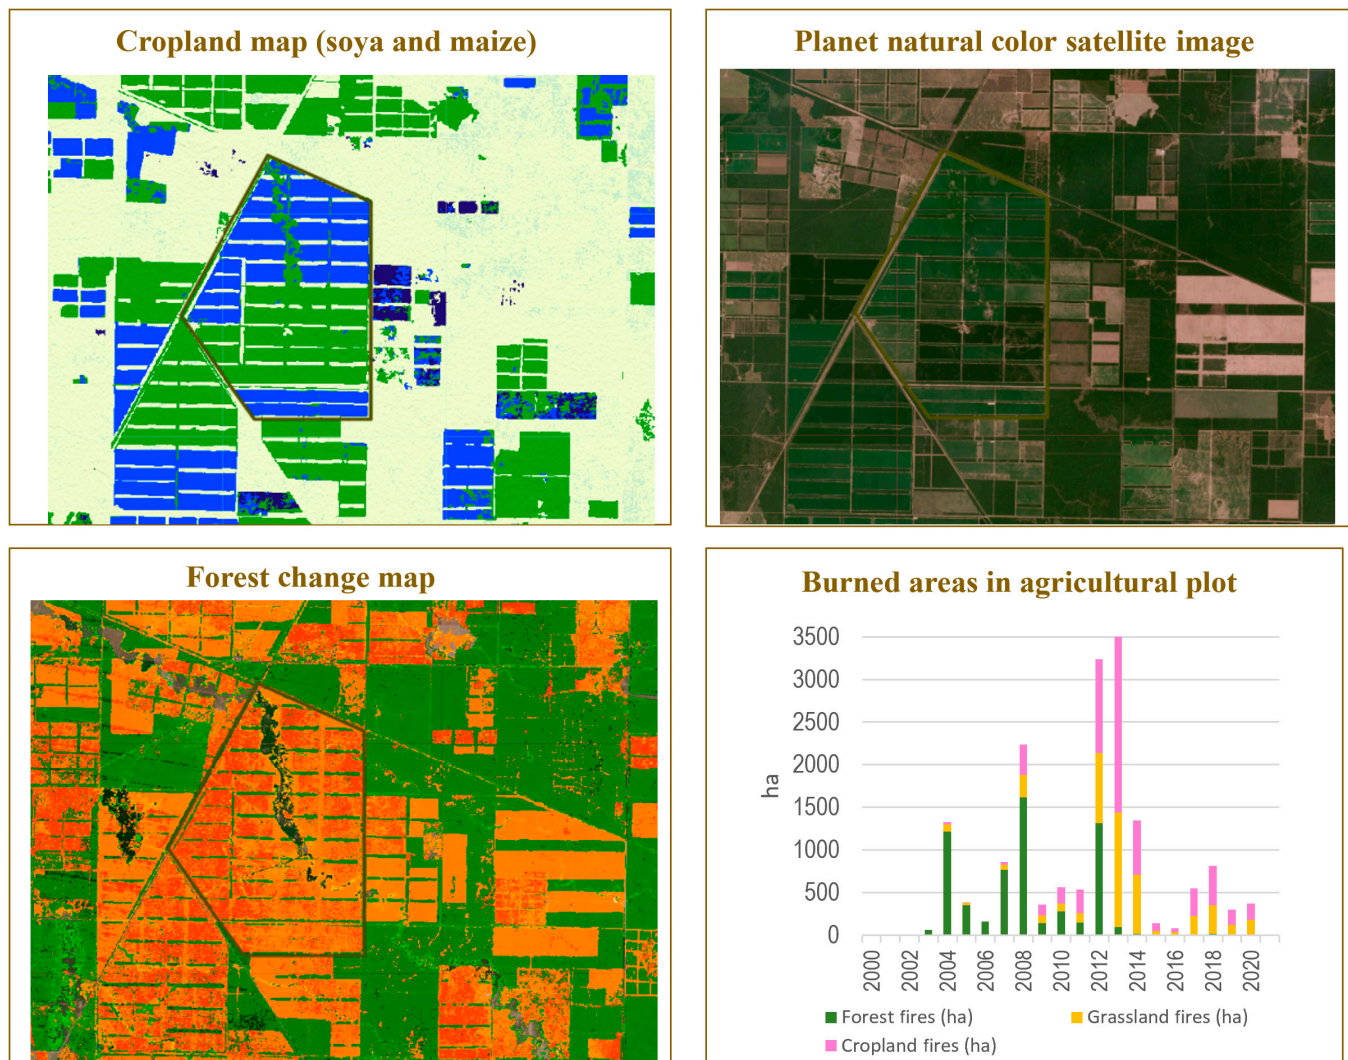 Cropland map (soya and maize)
Planet natural color satellite image
Forest change map
Burned areas in agricultural plot
3500
3000
2500
2000
1500
1000
500
0
ha
2000
2002
2004
2006
2008
2010
2012
2014
2016
2018
2020
Forest fires (ha)
Grassland fires (ha)
Cropland fires (ha)